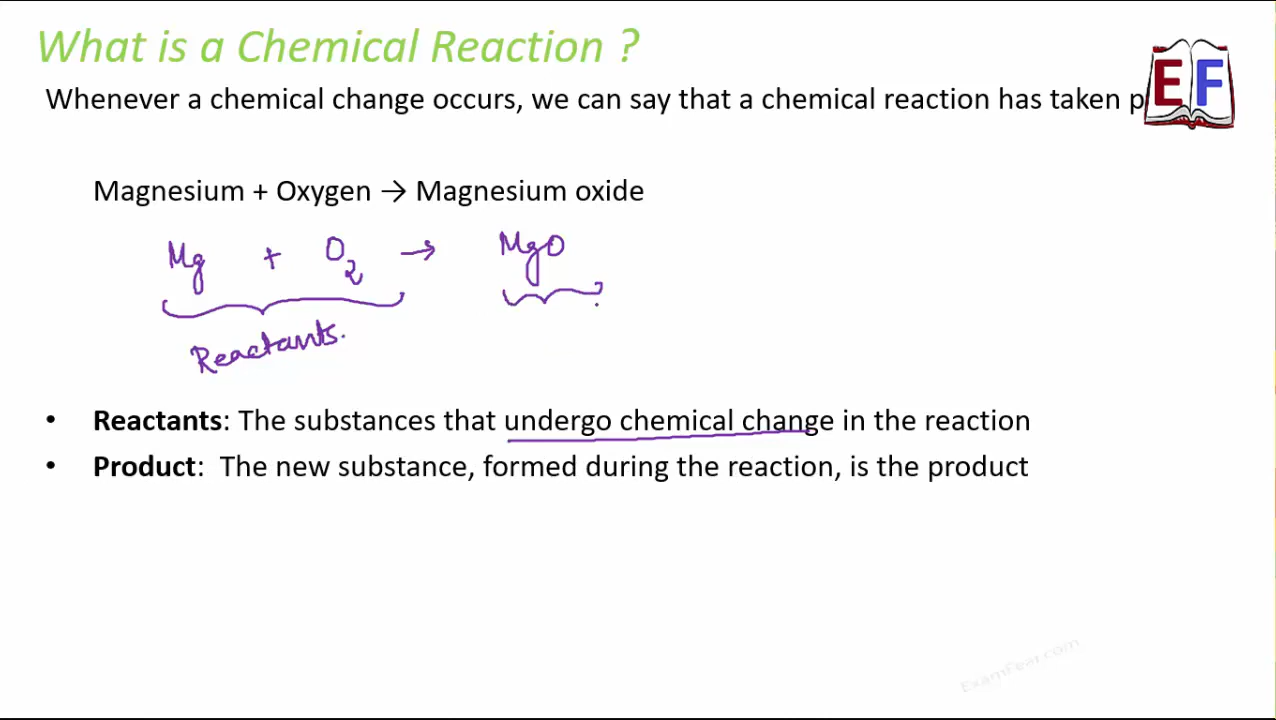 What is a Chemical Reaction ?
Whenever a chemical change occurs, we can say that a chemical reaction has taken p
EF
Magnesium + Oxygen → Magnesium oxide
Mg + O₂ → MgO
Reactants.
• Reactants: The substances that undergo chemical change in the reaction
• Product: The new substance, formed during the reaction, is the product
ExamFear.com